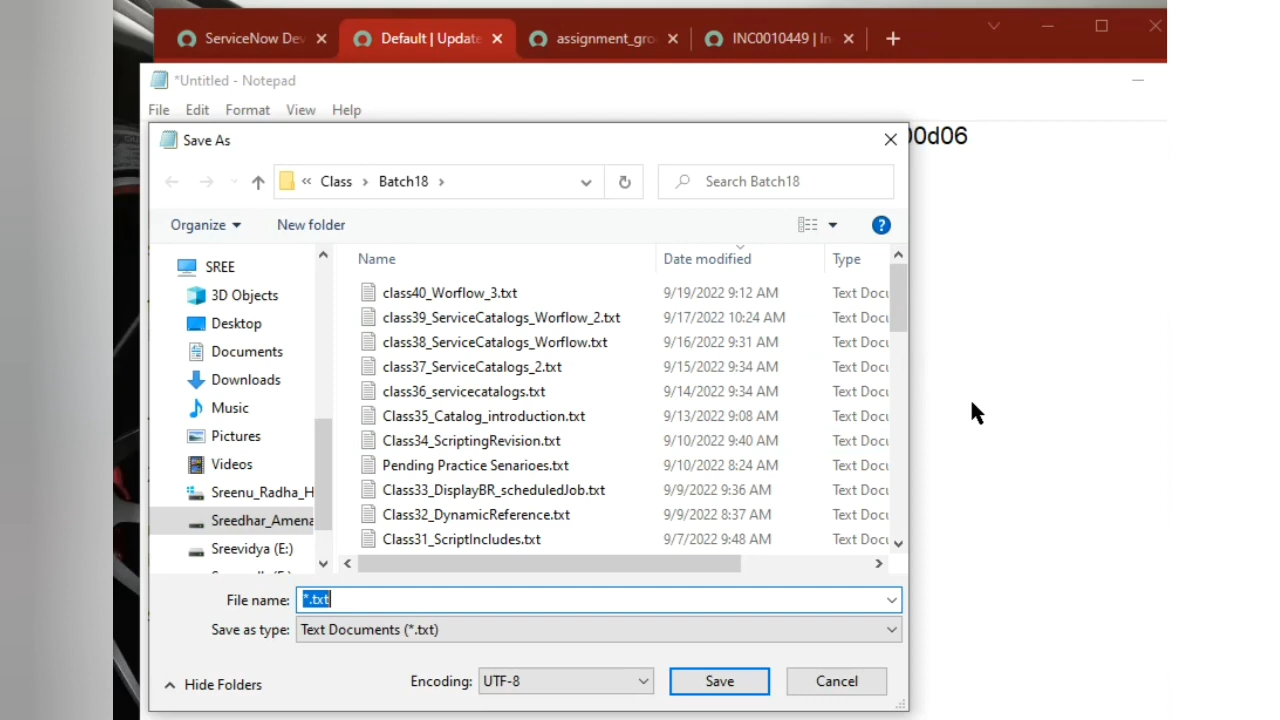 ServiceNow Dev
Default | Update
assignment_gro
INC0010449 | In
*Untitled - Notepad
File Edit Format View Help
00d06
Save As
« Class › Batch18 ›
Search Batch18
Organize
New folder
Name
Date modified
Type
SREE
3D Objects
Desktop
Documents
Downloads
Music
Pictures
Videos
Sreenu_Radha_H
Sreedhar_Amena
Sreevidya (E:)
class40_Worflow_3.txt 9/19/2022 9:12 AM Text Docu
class39_ServiceCatalogs_Worflow_2.txt 9/17/2022 10:24 AM Text Docu
class38_ServiceCatalogs_Worflow.txt 9/16/2022 9:31 AM Text Docu
class37_ServiceCatalogs_2.txt 9/15/2022 9:34 AM Text Docu
class36_servicecatalogs.txt 9/14/2022 9:34 AM Text Docu
Class35_Catalog_introduction.txt 9/13/2022 9:08 AM Text Docu
Class34_ScriptingRevision.txt 9/10/2022 9:40 AM Text Docu
Pending Practice Senarioes.txt 9/10/2022 8:24 AM Text Docu
Class33_DisplayBR_scheduledJob.txt 9/9/2022 9:36 AM Text Docu
Class32_DynamicReference.txt 9/9/2022 8:37 AM Text Docu
Class31_ScriptIncludes.txt 9/7/2022 9:48 AM Text Docu
File name: *.txt
Save as type: Text Documents (*.txt)
Hide Folders
Encoding: UTF-8
Save
Cancel